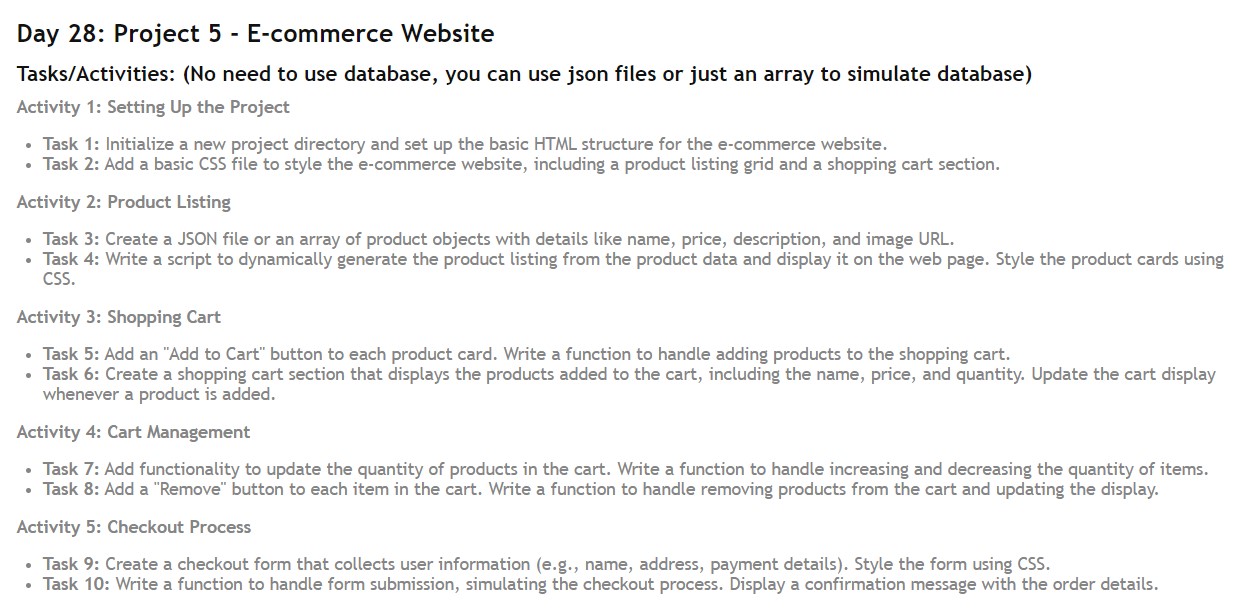 Day 28: Project 5 - E-commerce Website
Tasks/Activities: (No need to use database, you can use json files or just an array to simulate database)
Activity 1: Setting Up the Project
• Task 1: Initialize a new project directory and set up the basic HTML structure for the e-commerce website.
• Task 2: Add a basic CSS file to style the e-commerce website, including a product listing grid and a shopping cart section.
Activity 2: Product Listing
• Task 3: Create a JSON file or an array of product objects with details like name, price, description, and image URL.
• Task 4: Write a script to dynamically generate the product listing from the product data and display it on the web page. Style the product cards using
CSS.
Activity 3: Shopping Cart
• Task 5: Add an "Add to Cart" button to each product card. Write a function to handle adding products to the shopping cart.
• Task 6: Create a shopping cart section that displays the products added to the cart, including the name, price, and quantity. Update the cart display
whenever a product is added.
Activity 4: Cart Management
• Task 7: Add functionality to update the quantity of products in the cart. Write a function to handle increasing and decreasing the quantity of items.
• Task 8: Add a "Remove" button to each item in the cart. Write a function to handle removing products from the cart and updating the display.
Activity 5: Checkout Process
• Task 9: Create a checkout form that collects user information (e.g., name, address, payment details). Style the form using CSS.
• Task 10: Write a function to handle form submission, simulating the checkout process. Display a confirmation message with the order details.